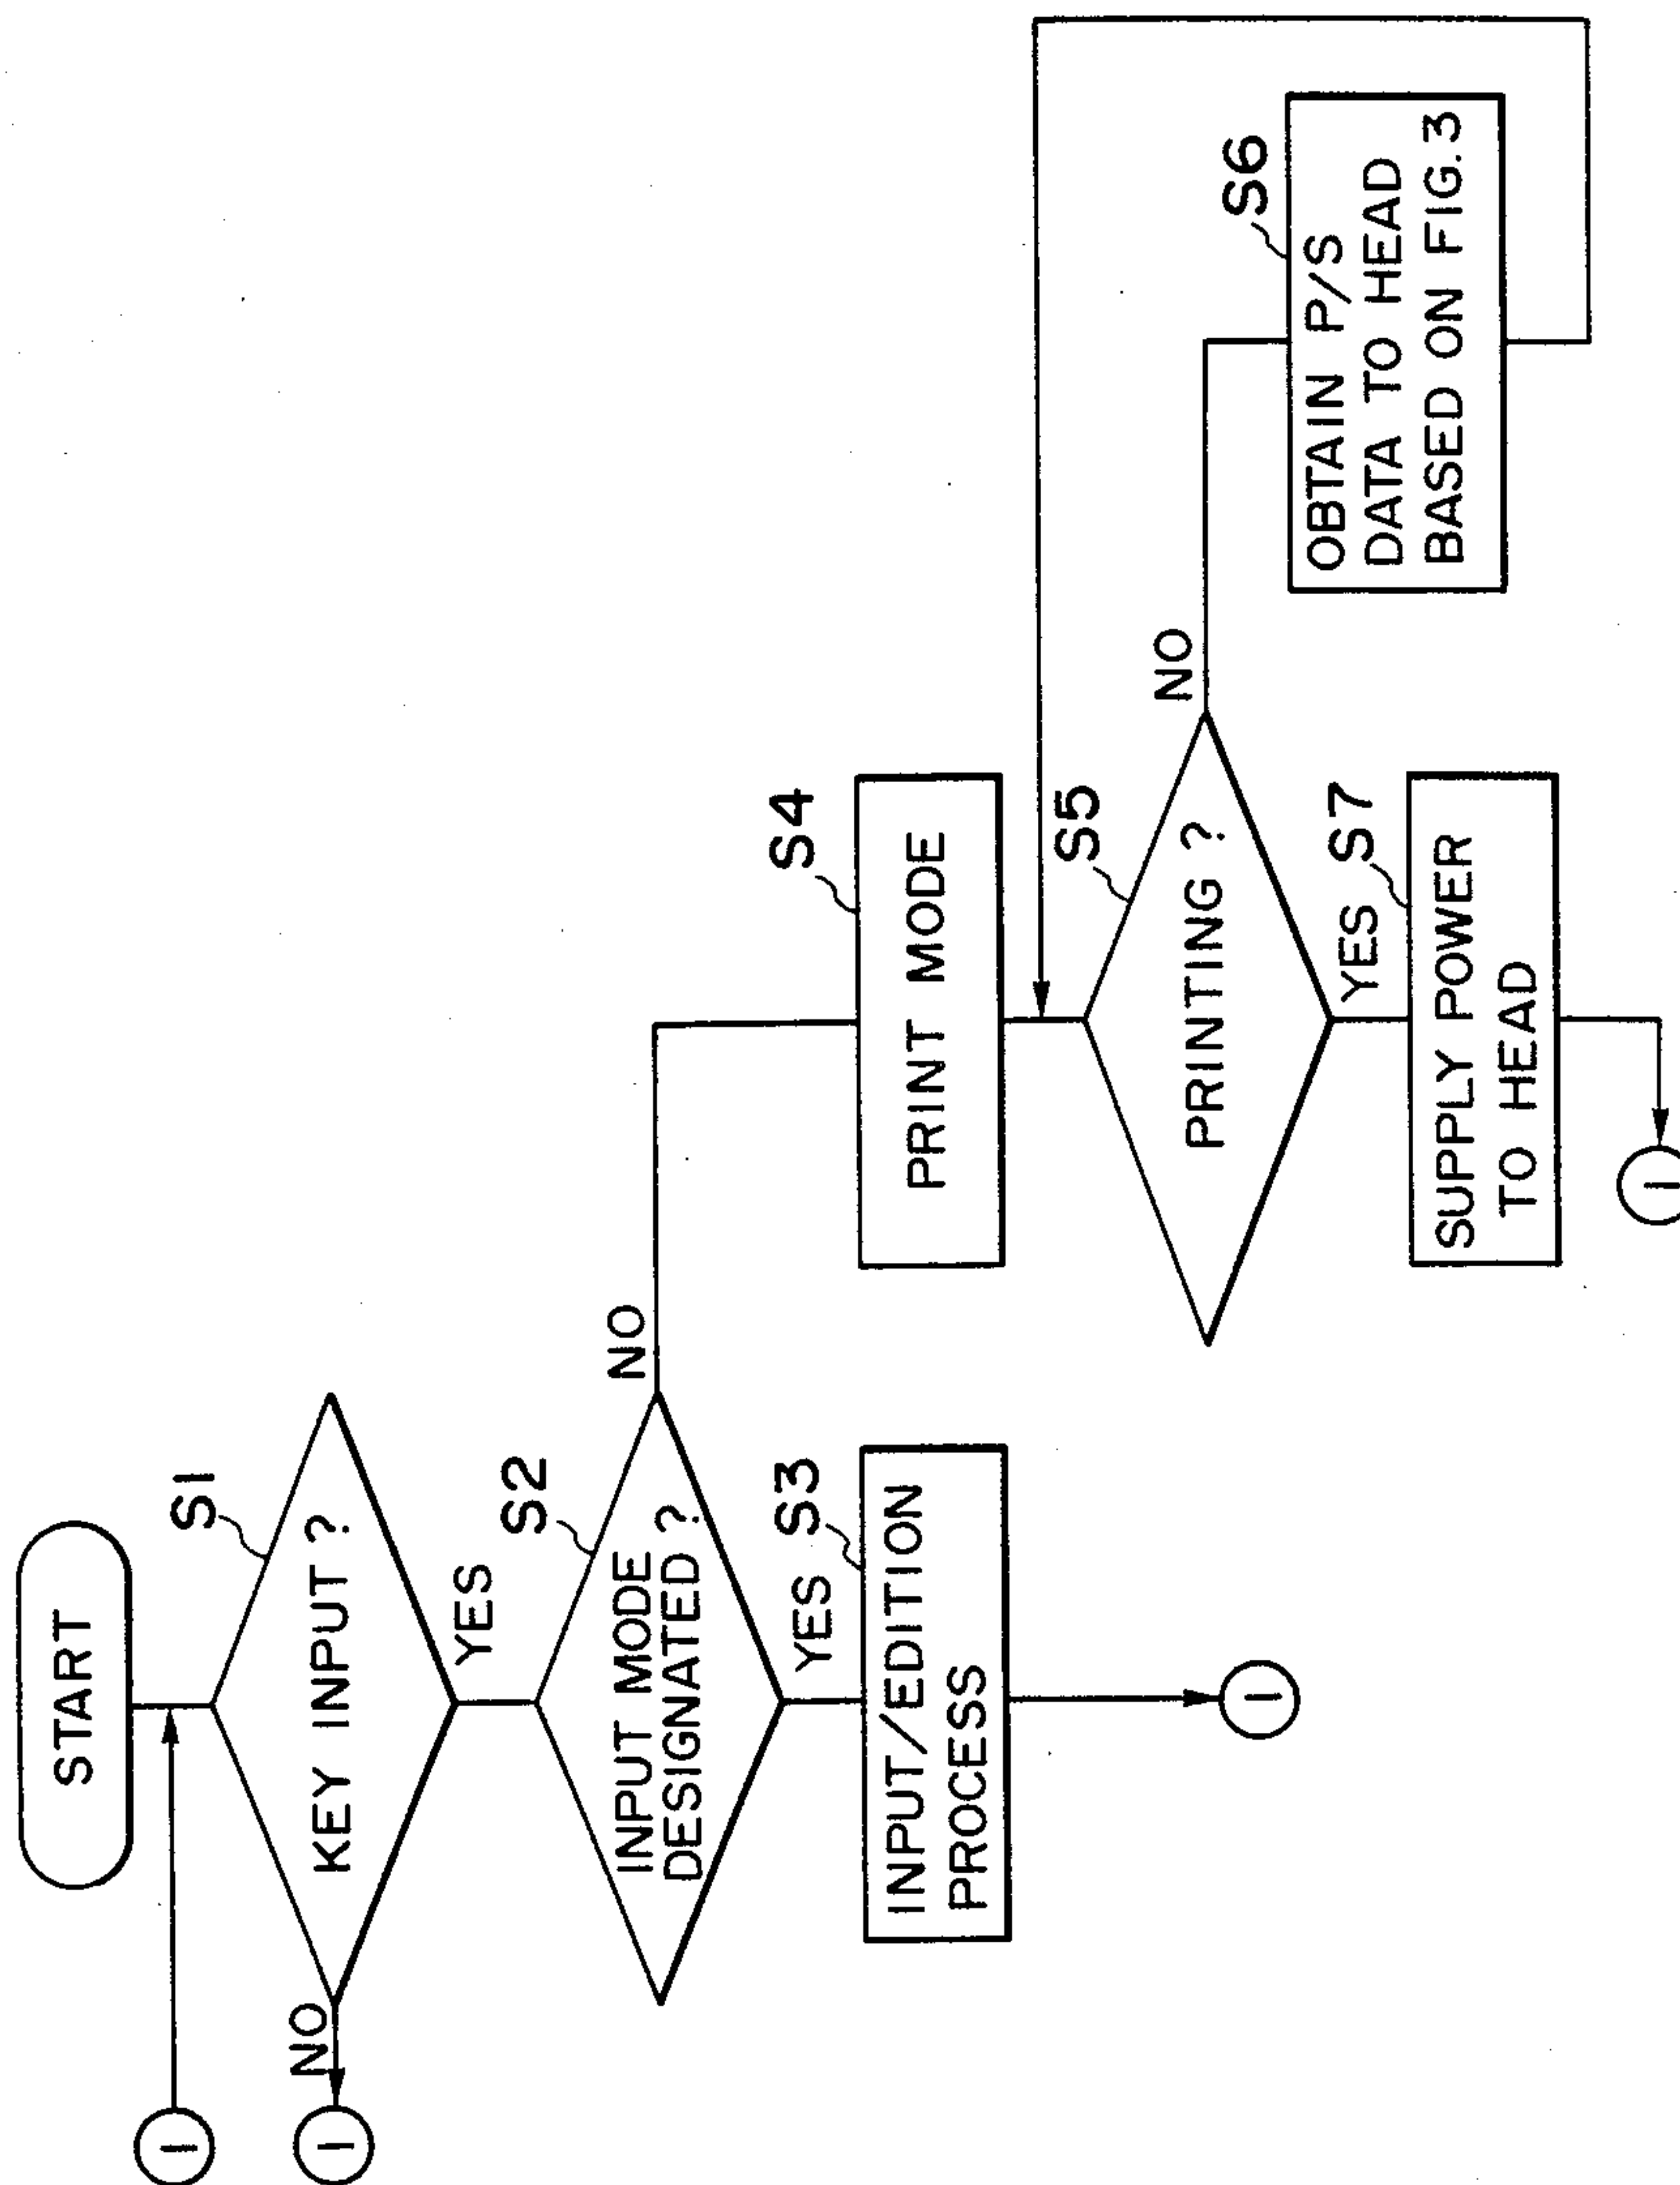 START
1
S1
KEY INPUT ?
NO
1
YES
S2
INPUT MODE
DESIGNATED ?
NO
YES
S3
INPUT/EDITION
PROCESS
1
S4
PRINT MODE
S5
PRINTING ?
NO
S6
OBTAIN P/S
DATA TO HEAD
BASED ON FIG.3
YES
S7
SUPPLY POWER
TO HEAD
1